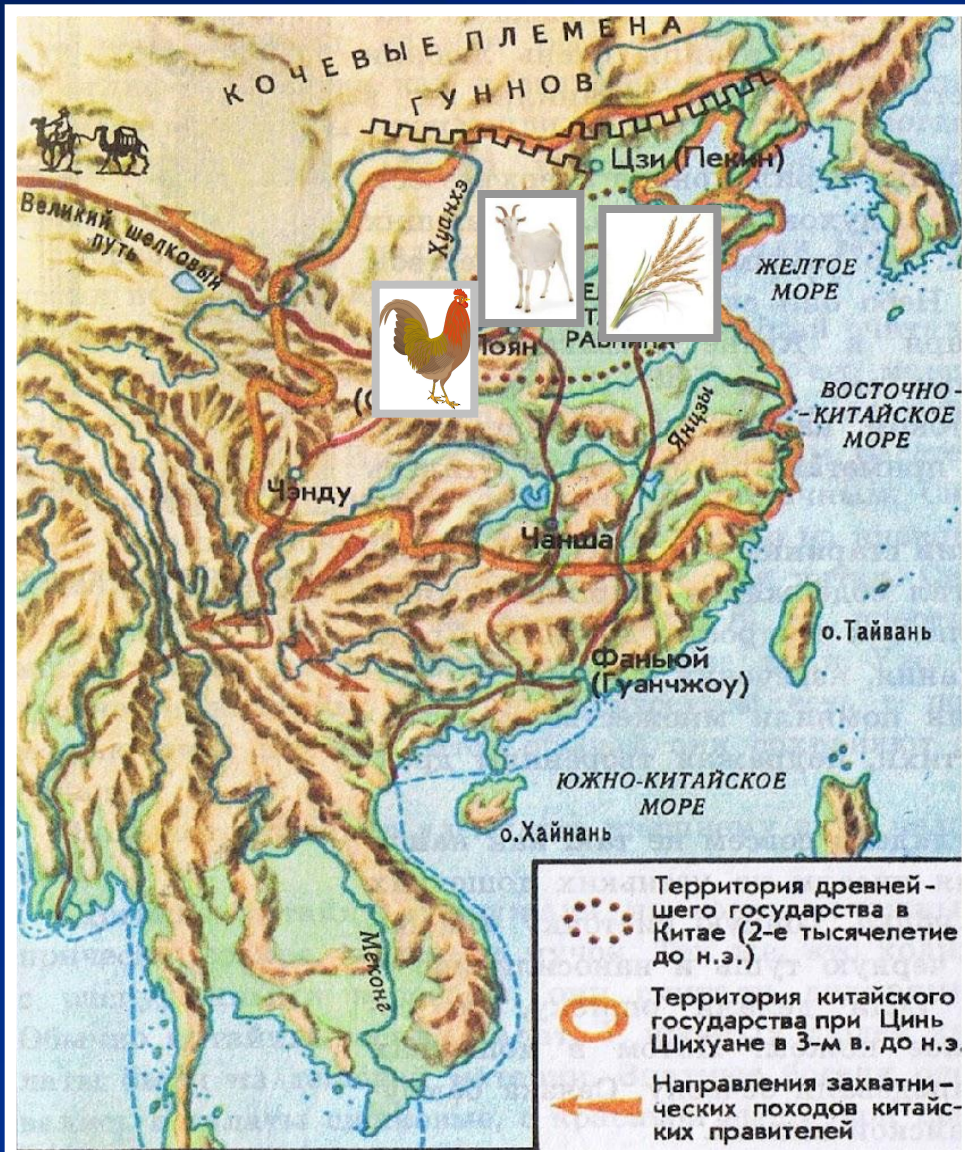 КОЧЕВЫЕ ПЛЕМЕНА
ГУННОВ
Цзи (Пекин)
Великий шелковый
путь
Хуанхэ
ЖЕЛТОЕ
МОРЕ
РАВНИНА
ВОСТОЧНО-
-КИТАЙСКОЕ
МОРЕ
Янцзы
Чэнду
Чанша
о.Тайвань
Фаньюй
(Гуанчжоу)
ЮЖНО-КИТАЙСКОЕ
МОРЕ
о.Хайнань
Меконг
Территория древней-
шего государства в
Китае (2-е тысячелетие
до н.э.)
Территория китайского
государства при Цинь
Шихуане в 3-м в. до н.э.
Направления захватни-
ческих походов китайс-
ких правителей